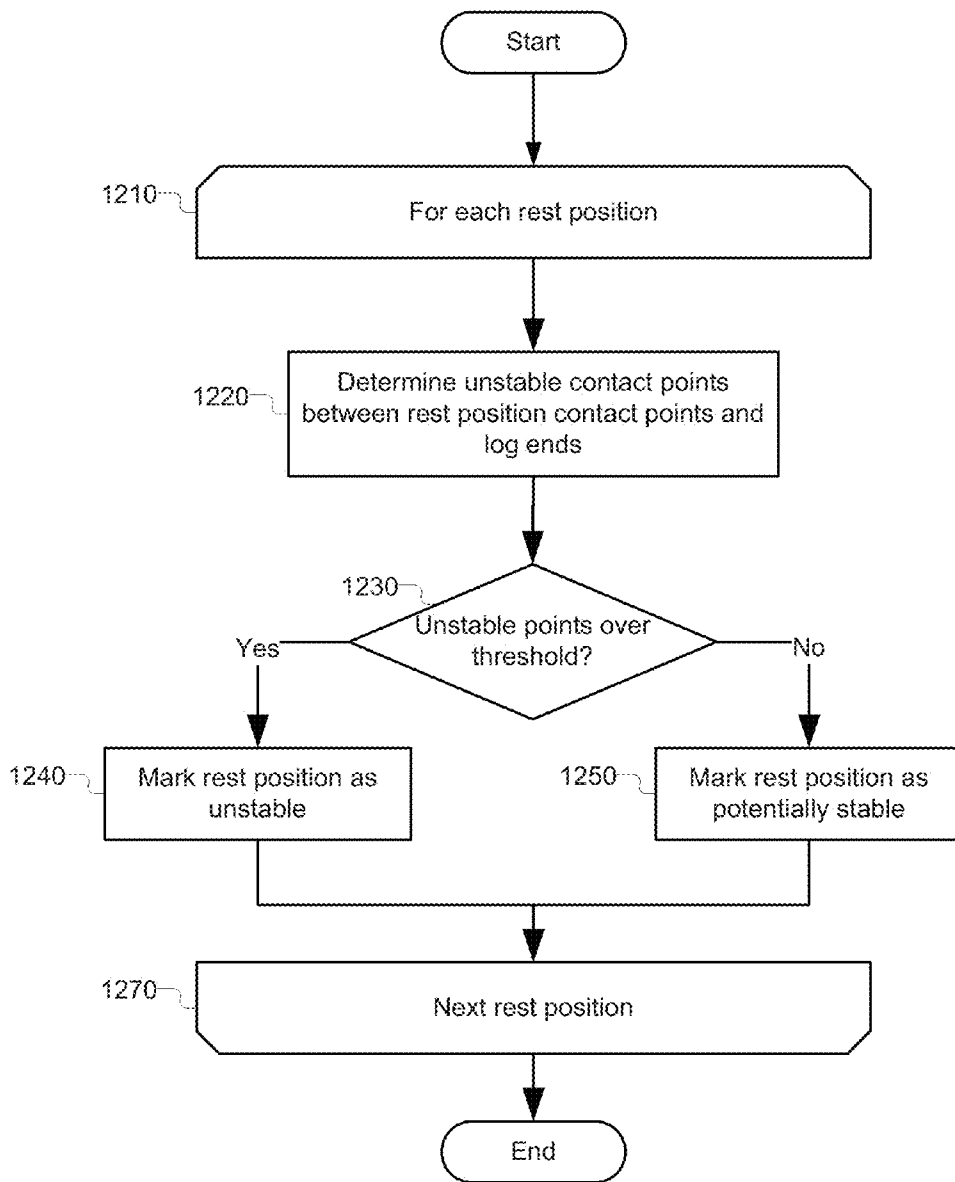 Start
1210
For each rest position
1220
Determine unstable contact points
between rest position contact points and
log ends
1230
Unstable points over
threshold?
Yes
No
1240
Mark rest position as
unstable
1250
Mark rest position as
potentially stable
1270
Next rest position
End